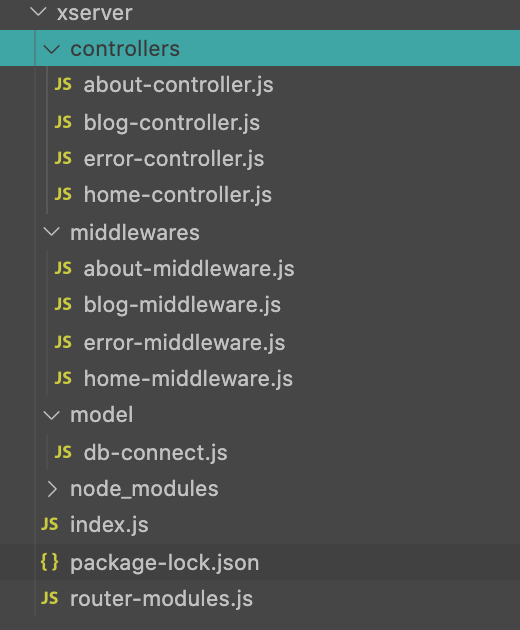 xserver
controllers
JS about-controller.js
JS blog-controller.js
JS error-controller.js
JS home-controller.js
middlewares
JS about-middleware.js
JS blog-middleware.js
JS error-middleware.js
JS home-middleware.js
model
JS db-connect.js
node_modules
JS index.js
{} package-lock.json
JS router-modules.js